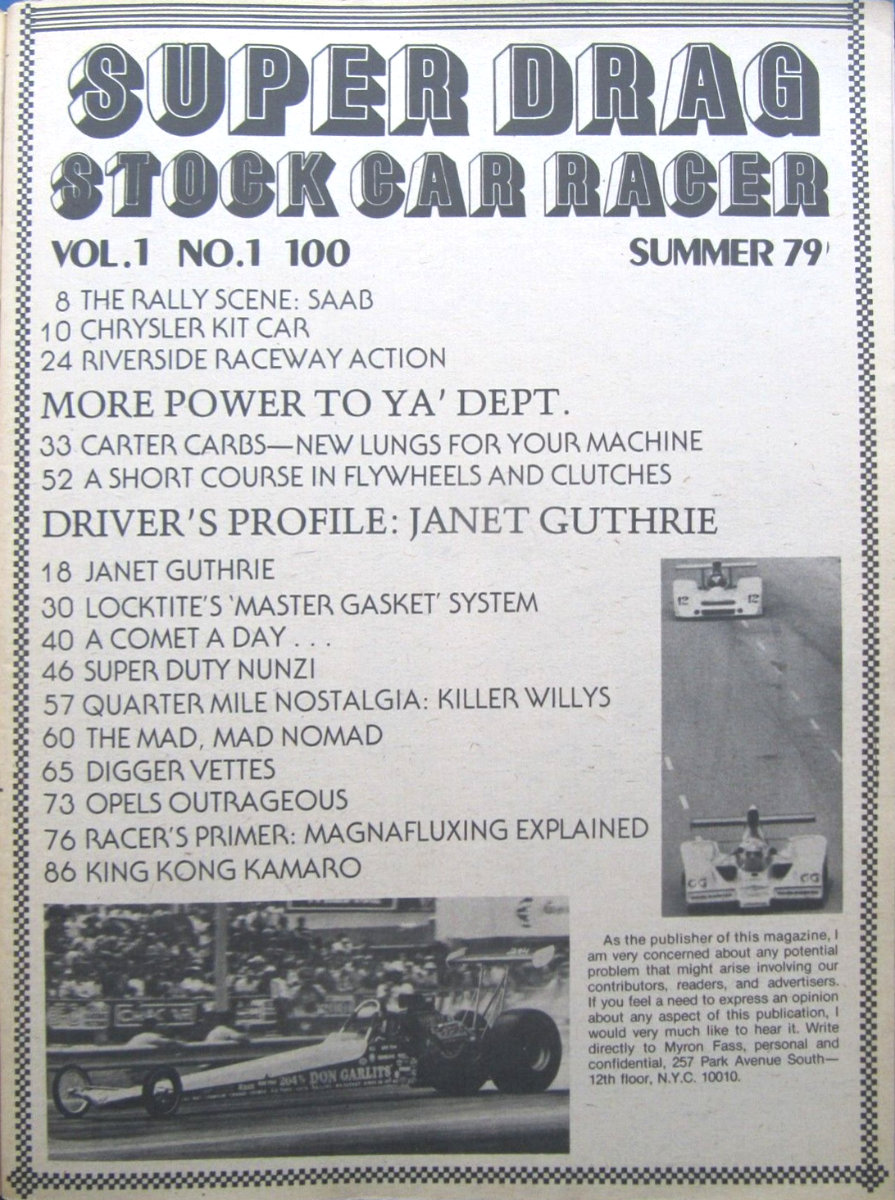 SUPER DRAG
STOCK CAR RACER
VOL.1 NO.1 100 SUMMER 79'
8 THE RALLY SCENE: SAAB
10 CHRYSLER KIT CAR
24 RIVERSIDE RACEWAY ACTION
MORE POWER TO YA' DEPT.
33 CARTER CARBS—NEW LUNGS FOR YOUR MACHINE
52 A SHORT COURSE IN FLYWHEELS AND CLUTCHES
DRIVER'S PROFILE: JANET GUTHRIE
18 JANET GUTHRIE
30 LOCKTITE'S 'MASTER GASKET' SYSTEM
40 A COMET A DAY . . .
46 SUPER DUTY NUNZI
57 QUARTER MILE NOSTALGIA: KILLER WILLYS
60 THE MAD, MAD NOMAD
65 DIGGER VETTES
73 OPELS OUTRAGEOUS
76 RACER'S PRIMER: MAGNAFLUXING EXPLAINED
86 KING KONG KAMARO
12 12
DON GARLITS
As the publisher of this magazine, I
am very concerned about any potential
problem that might arise involving our
contributors, readers, and advertisers.
If you feel a need to express an opinion
about any aspect of this publication, I
would very much like to hear it. Write
directly to Myron Fass, personal and
confidential, 257 Park Avenue South—
12th floor, N.Y.C. 10010.